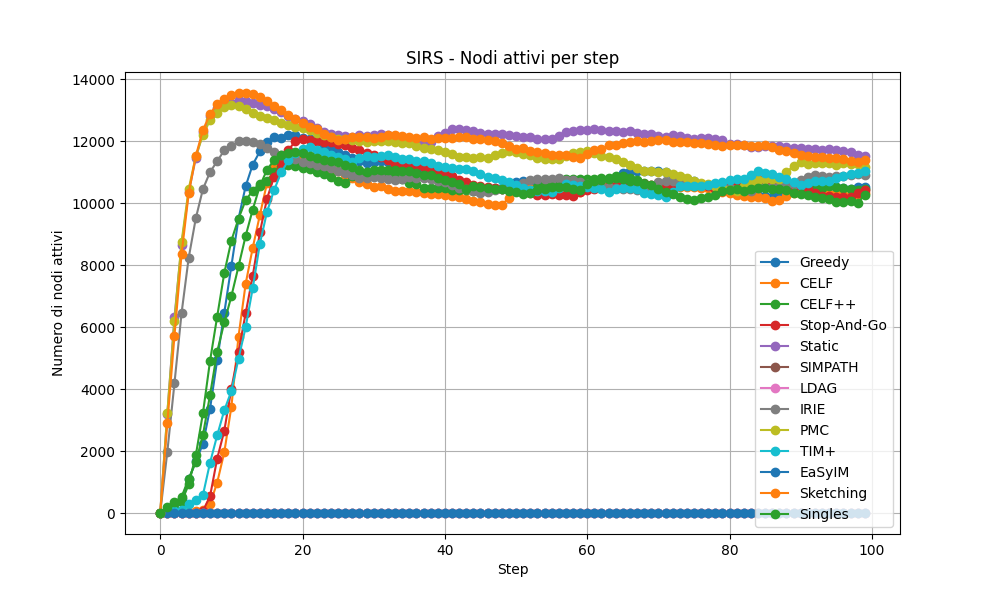 SIRS - Nodi attivi per step
Numero di nodi attivi
14000
12000
10000
8000
6000
4000
2000
0
0 20 40 60 80 100
Step
Greedy
CELF
CELF++
Stop-And-Go
Static
SIMPATH
LDAG
IRIE
PMC
TIM+
EaSyIM
Sketching
Singles